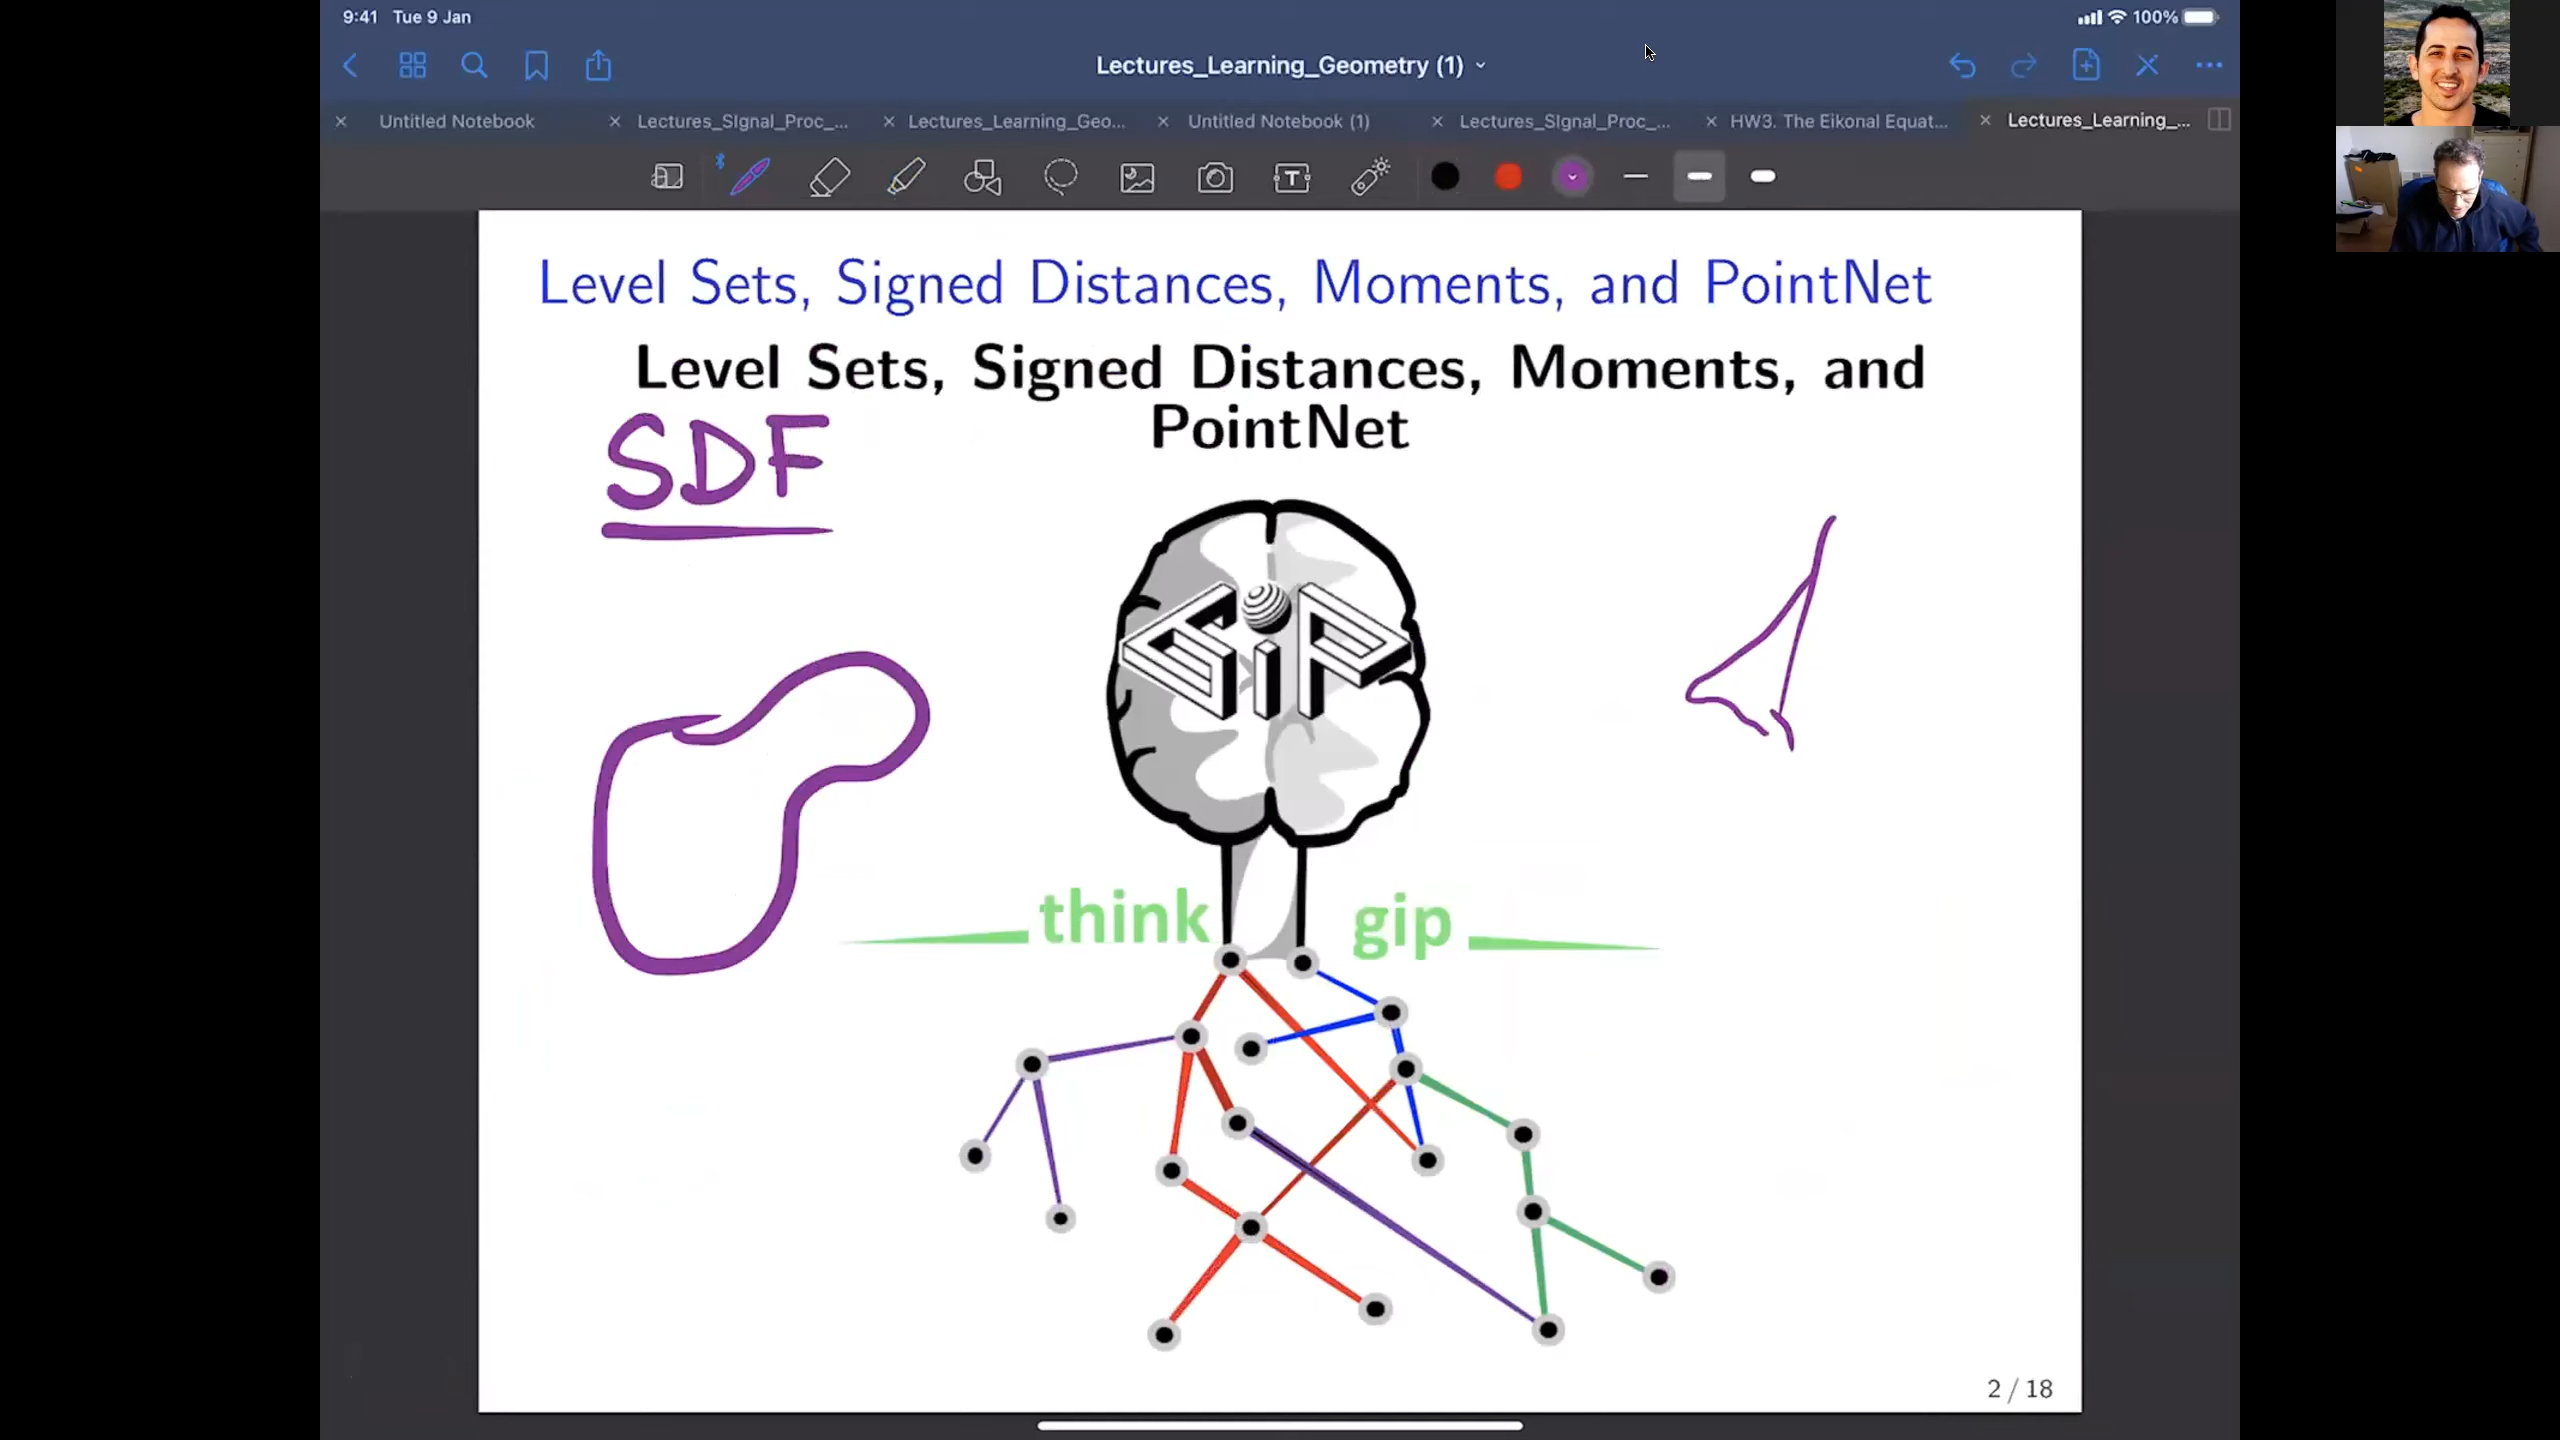 9:41 Tue 9 Jan
100%
Lectures_Learning_Geometry (1)
Untitled Notebook
Lectures_SIgnal_Proc_...
Lectures_Learning_Geo...
Untitled Notebook (1)
Lectures_SIgnal_Proc_...
HW3. The Eikonal Equat...
Lectures_Learning_...
Level Sets, Signed Distances, Moments, and PointNet
Level Sets, Signed Distances, Moments, and
PointNet
SDF
GiP
think gip
2 / 18